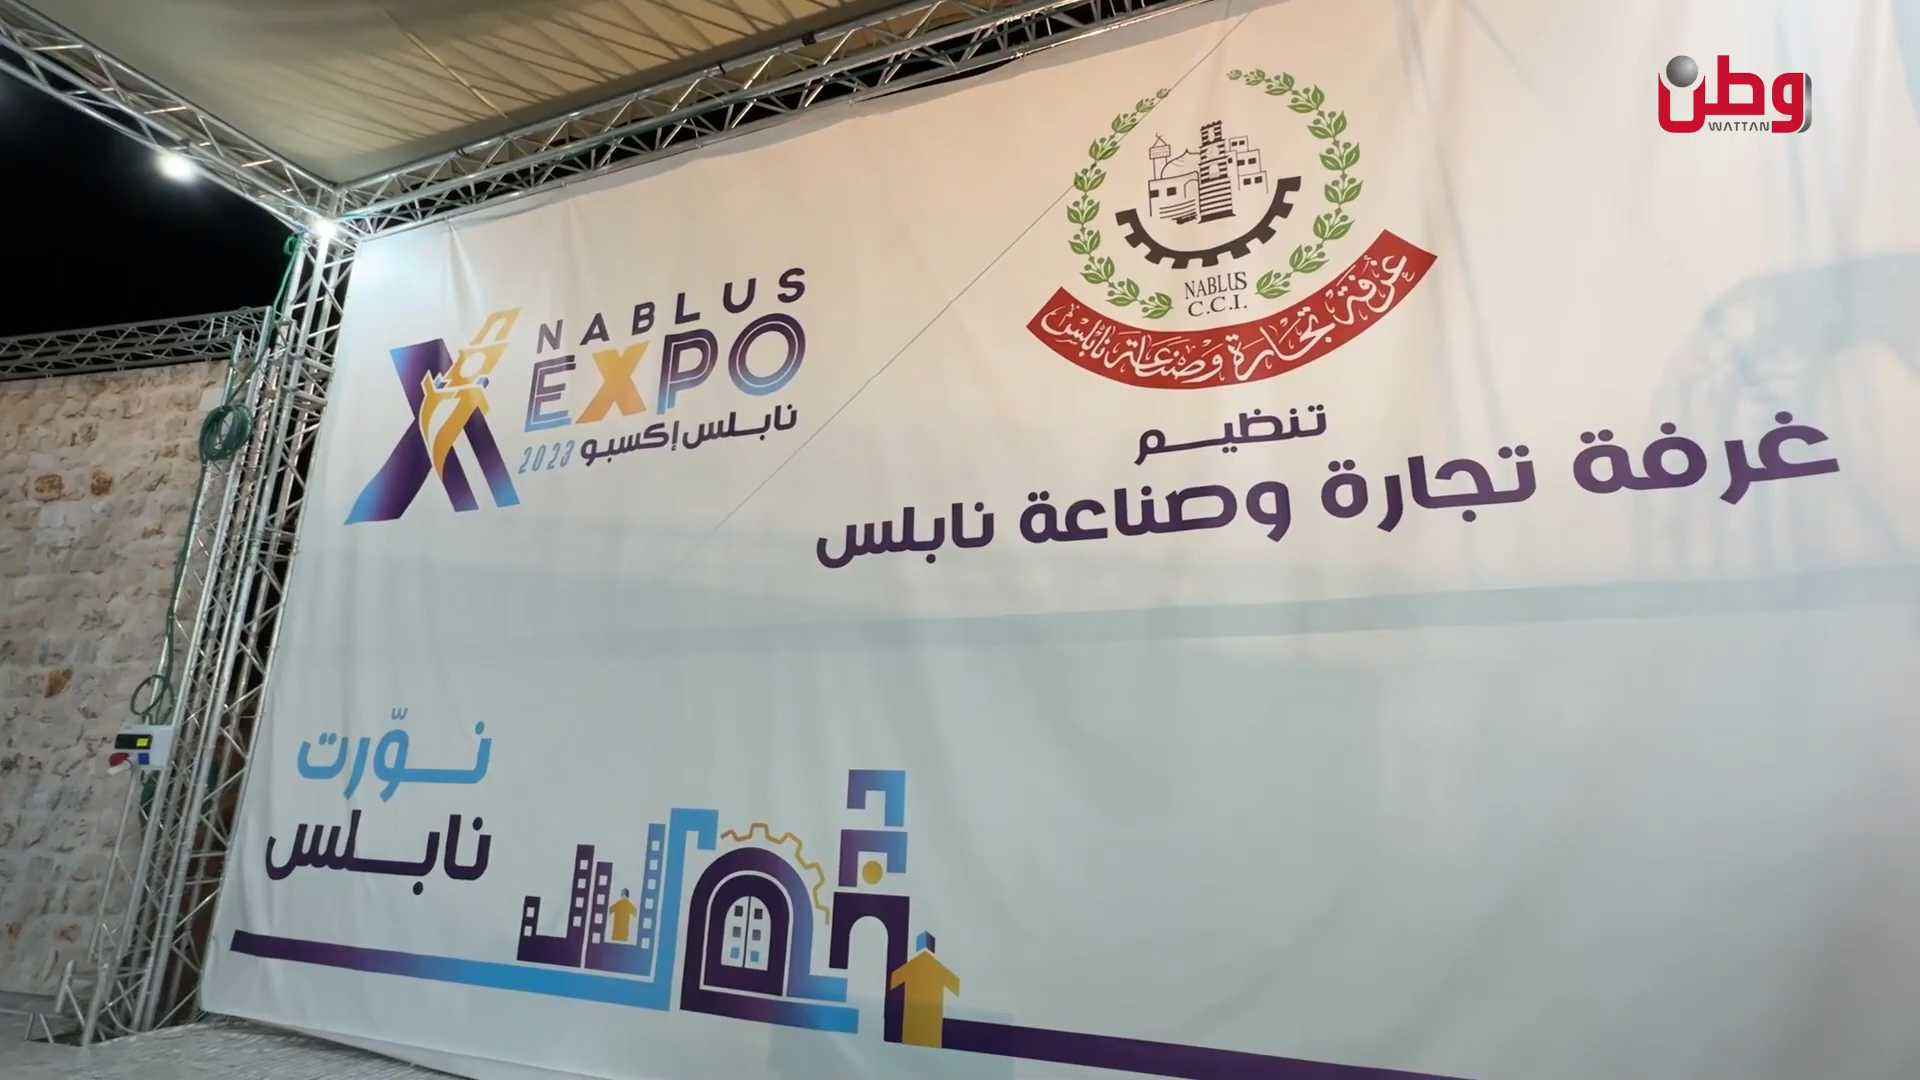 وطن
WATTAN
NABLUS
EXPO
نابلس إكسبو 2023
NABLUS
C.C.I.
غرفة تجارة وصناعة نابلس
تنظيم
غرفة تجارة وصناعة نابلس
نوّرت
نابلس